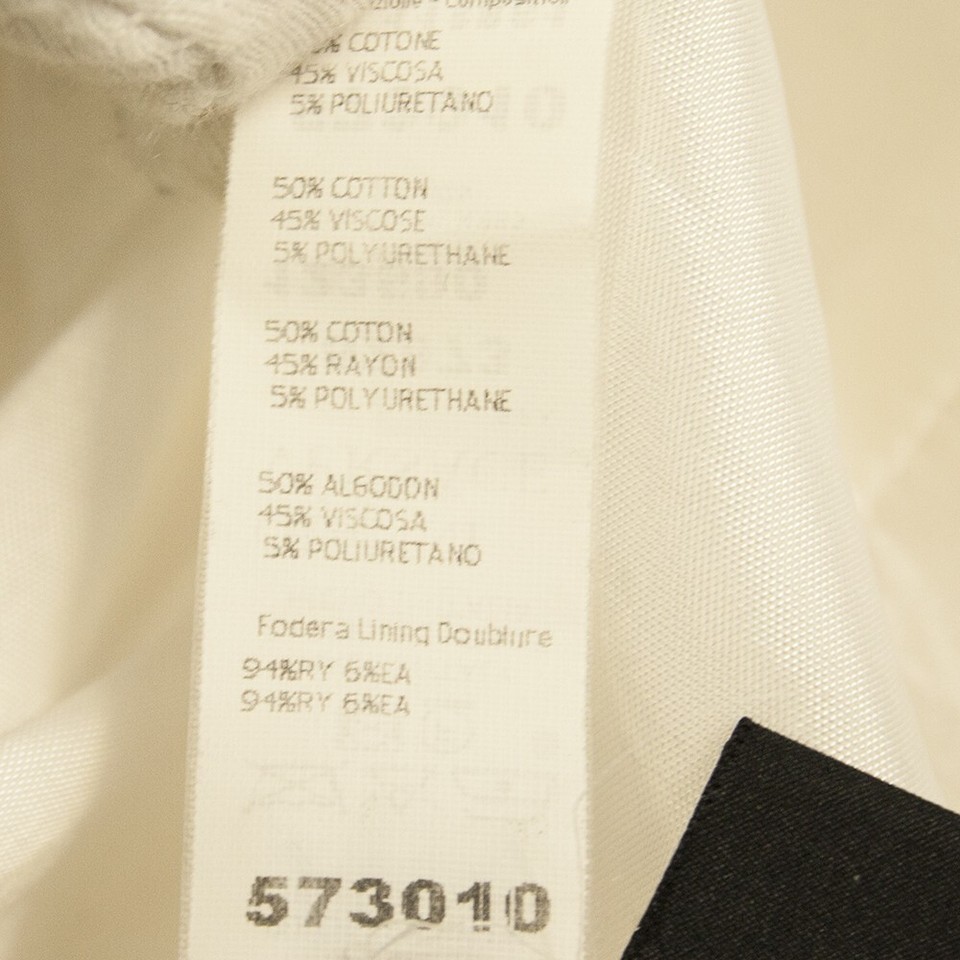 Composition
COTONE
45% VISCOSA
5% POLIURETANO
50% COTTON
45% VISCOSE
5% POLYURETHANE
50% COTON
45% RAYON
5% POLYURETHANE
50% ALGODON
45% VISCOSA
5% POLIURETANO
Fodera Lining Doublure
94%RY 6%EA
94%RY 6%EA
573010